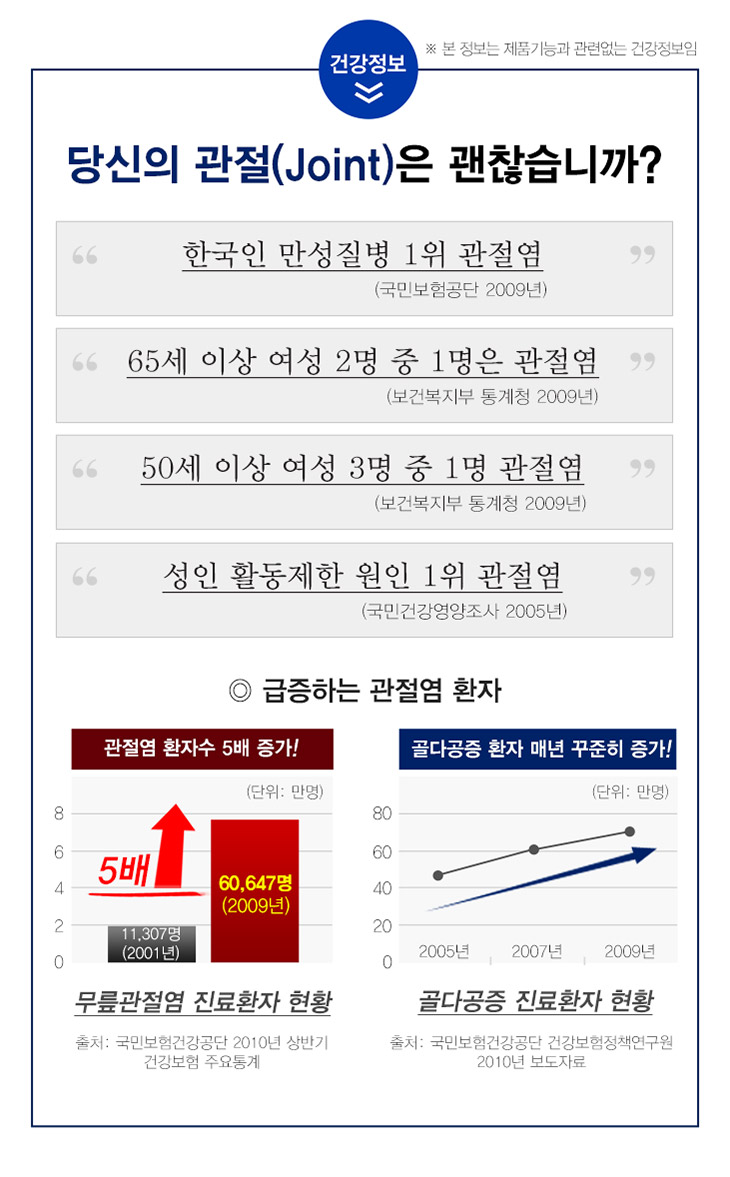 ※ 본 정보는 제품기능과 관련없는 건강정보임
건강정보
당신의 관절(Joint)은 괜찮습니까?
“ 한국인 만성질병 1위 관절염 ”
(국민보험공단 2009년)
“ 65세 이상 여성 2명 중 1명은 관절염 ”
(보건복지부 통계청 2009년)
“ 50세 이상 여성 3명 중 1명 관절염 ”
(보건복지부 통계청 2009년)
“ 성인 활동제한 원인 1위 관절염 ”
(국민건강영양조사 2005년)
◎ 급증하는 관절염 환자
관절염 환자수 5배 증가!
(단위: 만명)
8
6
4
2
0
5배
60,647명
(2009년)
11,307명
(2001년)
무릎관절염 진료환자 현황
출처: 국민보험건강공단 2010년 상반기
건강보험 주요통계
골다공증 환자 매년 꾸준히 증가!
(단위: 만명)
80
60
40
20
0
2005년
2007년
2009년
골다공증 진료환자 현황
출처: 국민보험건강공단 건강보험정책연구원
2010년 보도자료